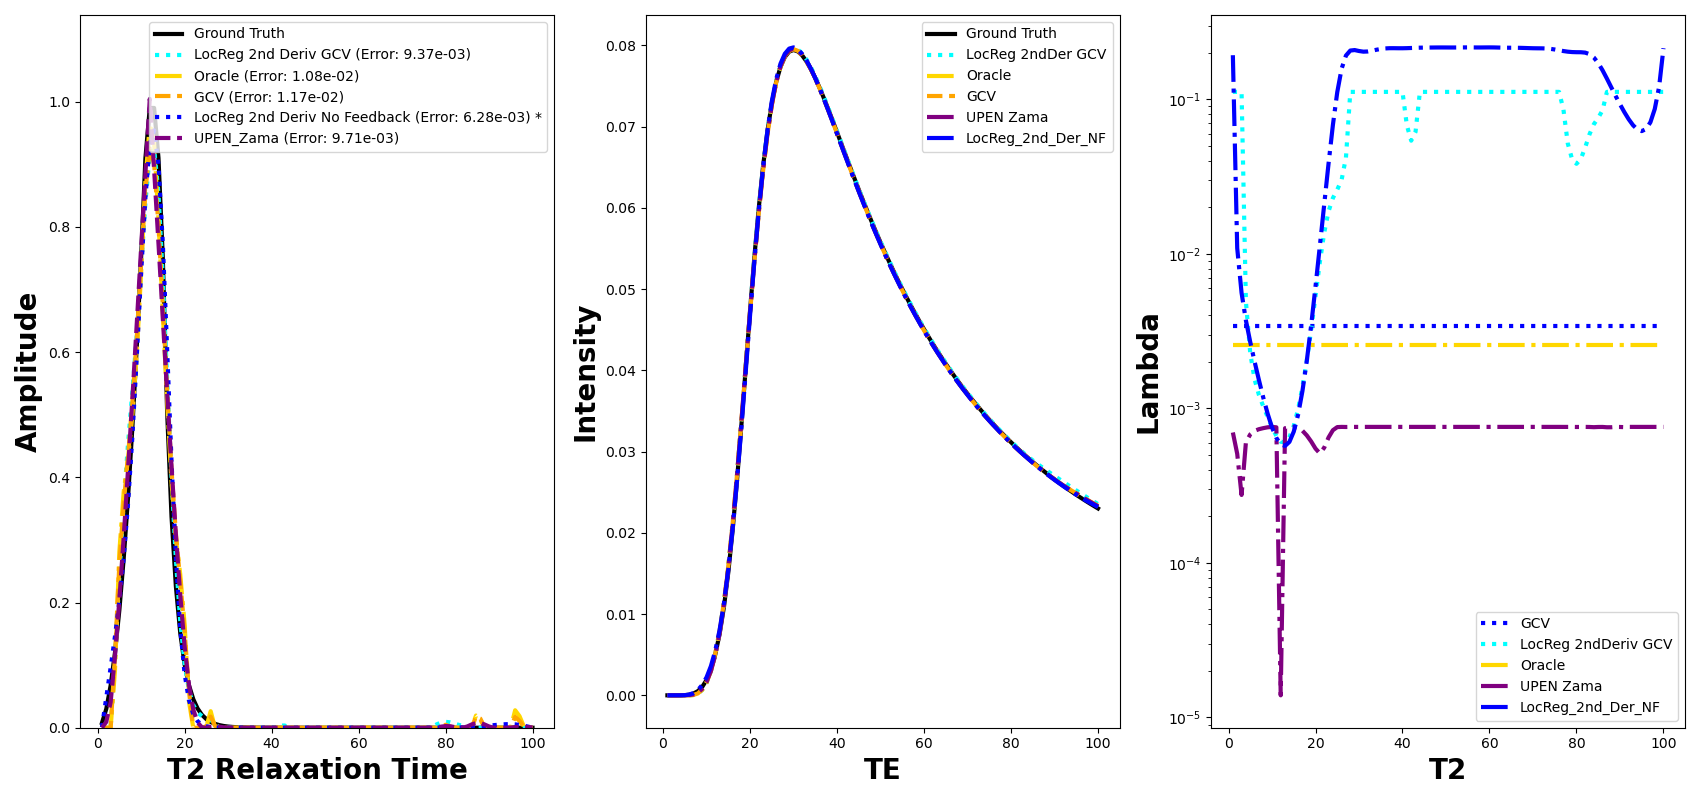 Ground Truth
LocReg 2nd Deriv GCV (Error: 9.37e-03)
Oracle (Error: 1.08e-02)
GCV (Error: 1.17e-02)
LocReg 2nd Deriv No Feedback (Error: 6.28e-03) *
UPEN_Zama (Error: 9.71e-03)
1.0
0.8
0.6
0.4
0.2
0.0
0 20 40 60 80 100
Amplitude
T2 Relaxation Time
Ground Truth
LocReg 2ndDer GCV
Oracle
GCV
UPEN Zama
LocReg_2nd_Der_NF
0.08
0.07
0.06
0.05
0.04
0.03
0.02
0.01
0.00
0 20 40 60 80 100
Intensity
TE
10⁻¹
10⁻²
10⁻³
10⁻⁴
10⁻⁵
GCV
LocReg 2ndDeriv GCV
Oracle
UPEN Zama
LocReg_2nd_Der_NF
0 20 40 60 80 100
Lambda
T2